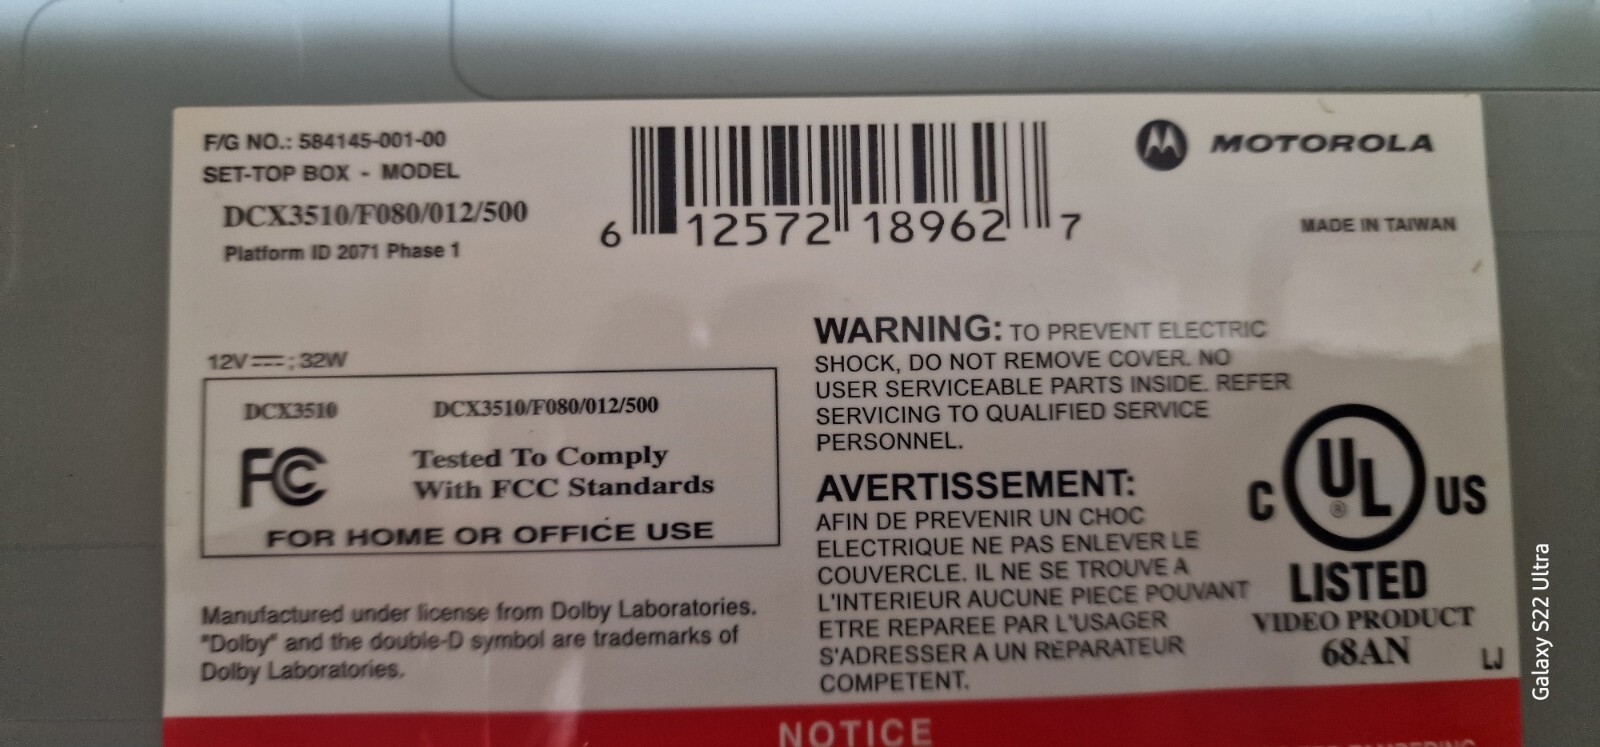 F/G NO.: 584145-001-00
SET-TOP BOX - MODEL
DCX3510/F080/012/500
Platform ID 2071 Phase 1
6 12572 18962 7
MOTOROLA
MADE IN TAIWAN
12V⎓; 32W
DCX3510 DCX3510/F080/012/500
FC
Tested To Comply
With FCC Standards
FOR HOME OR OFFICE USE
Manufactured under license from Dolby Laboratories.
"Dolby" and the double-D symbol are trademarks of
Dolby Laboratories.
WARNING: TO PREVENT ELECTRIC
SHOCK, DO NOT REMOVE COVER. NO
USER SERVICEABLE PARTS INSIDE. REFER
SERVICING TO QUALIFIED SERVICE
PERSONNEL.
AVERTISSEMENT:
AFIN DE PREVENIR UN CHOC
ELECTRIQUE NE PAS ENLEVER LE
COUVERCLE. IL NE SE TROUVE A
L'INTERIEUR AUCUNE PIECE POUVANT
ETRE REPAREE PAR L'USAGER
S'ADRESSER A UN REPARATEUR
COMPETENT.
C UL® US
LISTED
VIDEO PRODUCT
68AN
LJ
NOTICE
Galaxy S22 Ultra